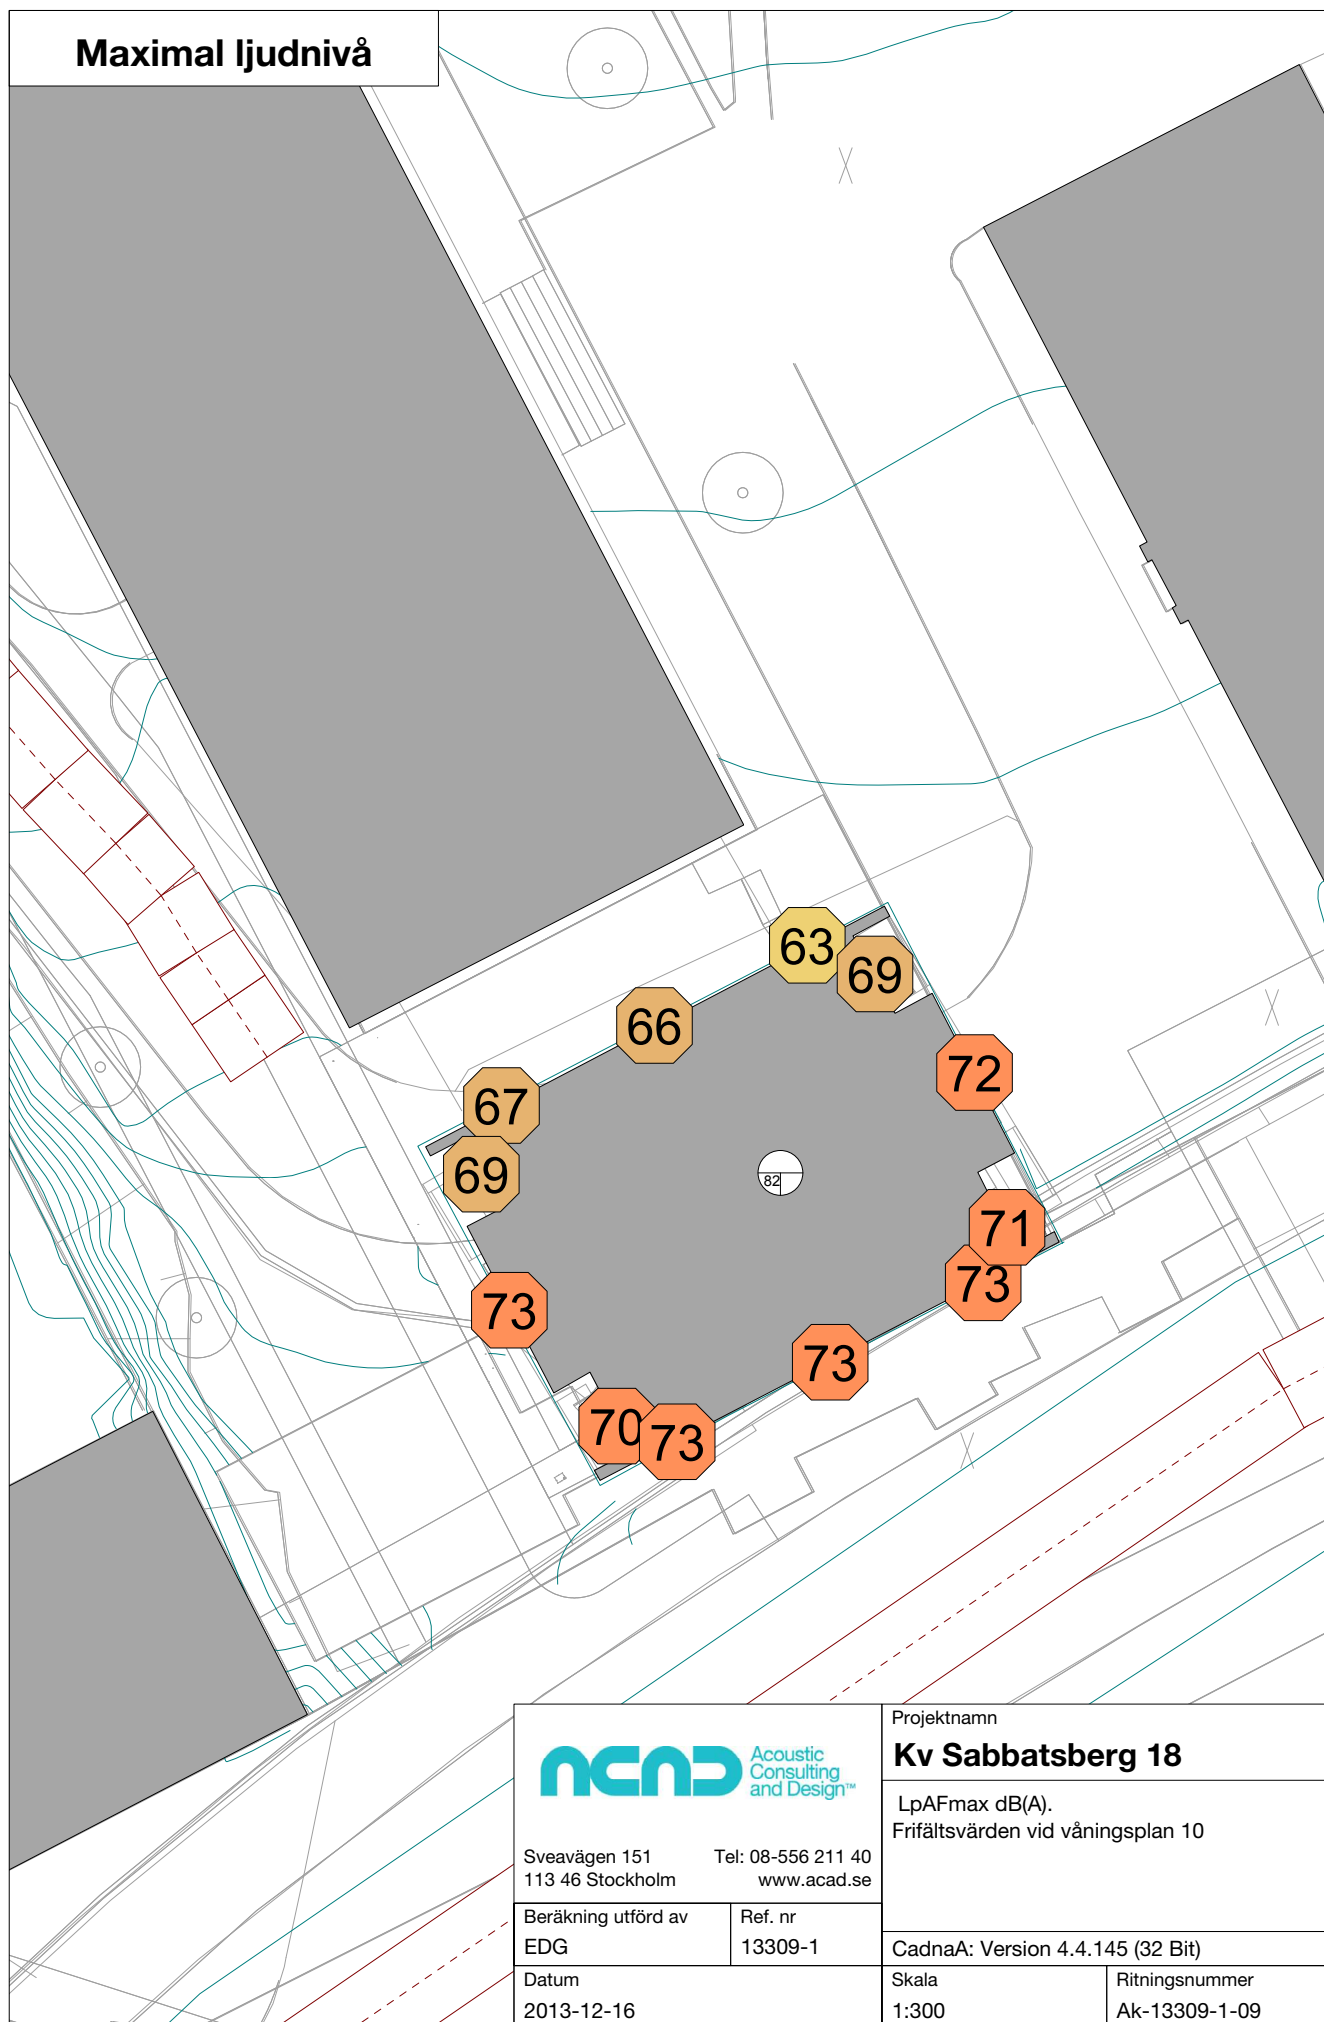 Maximal ljudnivå
63
69
66
72
67
69
82
71
73
73
73
70
73
ACAD
Acoustic
Consulting
and Design™
Sveavägen 151
113 46 Stockholm
Tel: 08-556 211 40
www.acad.se
Beräkning utförd av
EDG
Ref. nr
13309-1
Datum
2013-12-16
Projektnamn
Kv Sabbatsberg 18
LpAFmax dB(A).
Frifältsvärden vid våningsplan 10
CadnaA: Version 4.4.145 (32 Bit)
Skala
1:300
Ritningsnummer
Ak-13309-1-09